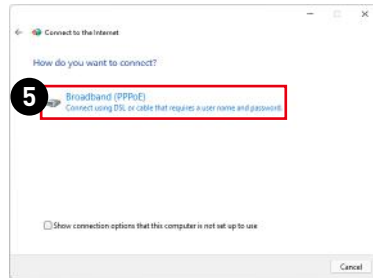 Connect to the Internet
How do you want to connect?
5
Broadband (PPPoE)
Connect using DSL or cable that requires a user name and password.
Show connection options that this computer is not set up to use
Cancel